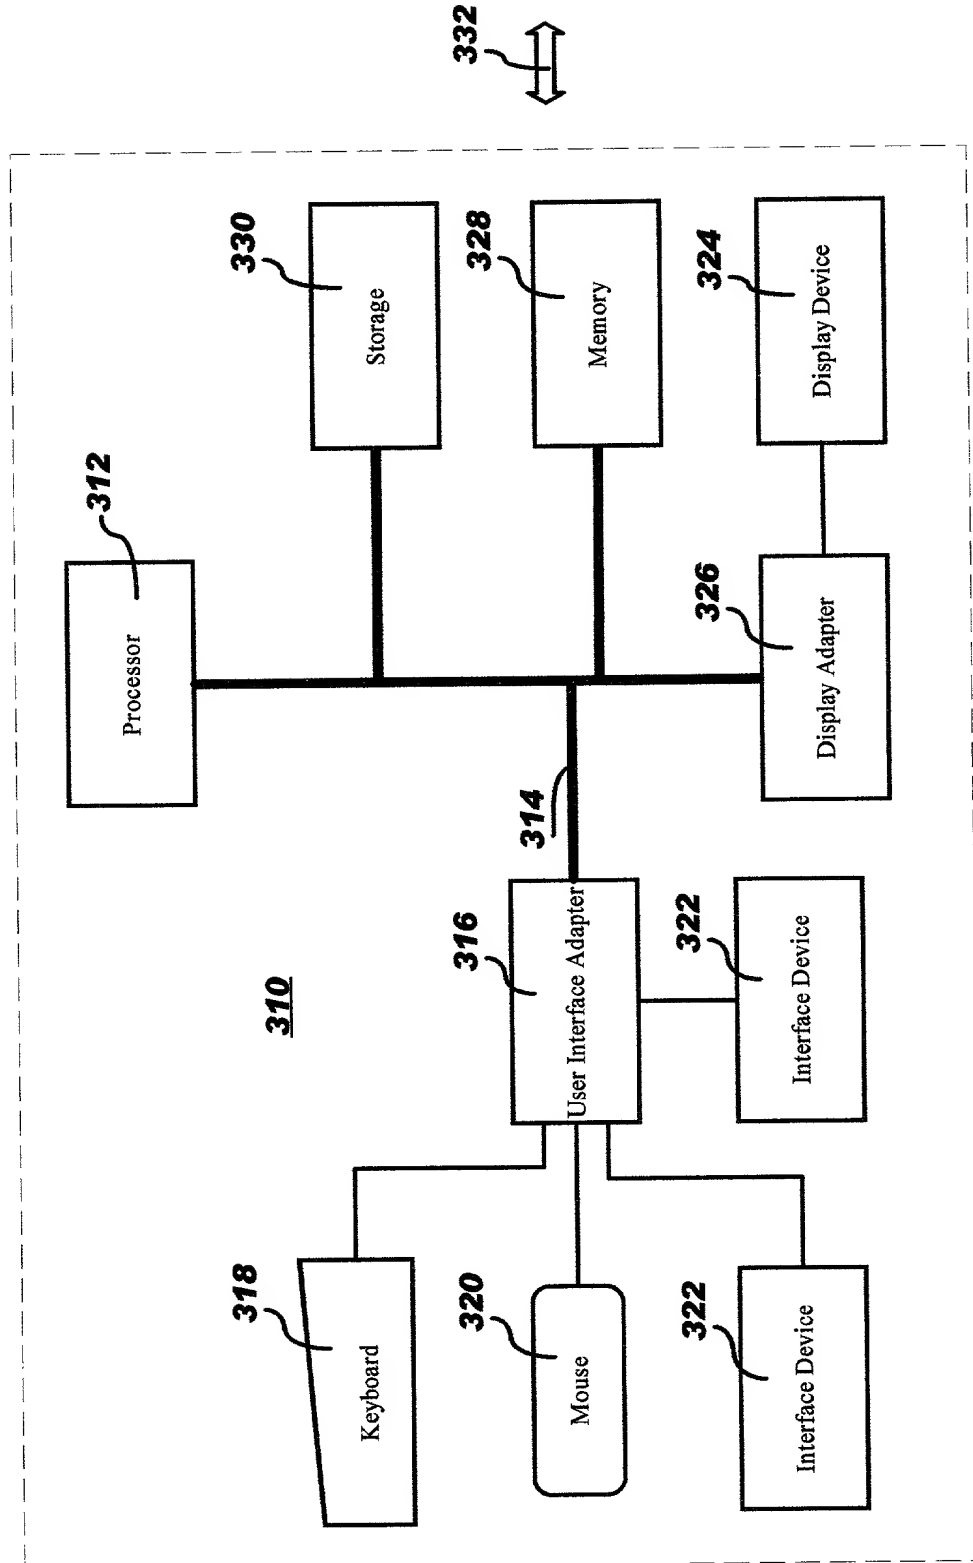 310
Processor
312
Storage
330
Memory
328
Display Device
324
Display Adapter
326
314
User Interface Adapter
316
Interface Device
322
Keyboard
318
Mouse
320
Interface Device
322
332